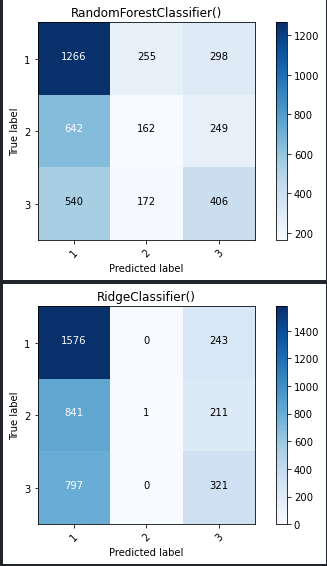 RandomForestClassifier()
1 1266 255 298
2 642 162 249
3 540 172 406
True label
1 2 3
Predicted label
1200
1000
800
600
400
200
RidgeClassifier()
1 1576 0 243
2 841 1 211
3 797 0 321
True label
1 2 3
Predicted label
1400
1200
1000
800
600
400
200
0